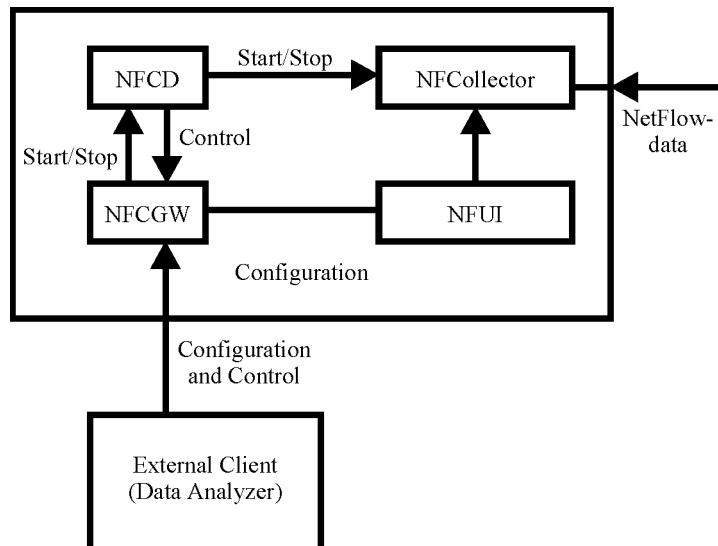 Start/Stop
NFCD
NFCollector
NetFlow-
data
Control
Start/Stop
NFCGW
NFUI
Configuration
Configuration
and Control
External Client
(Data Analyzer)